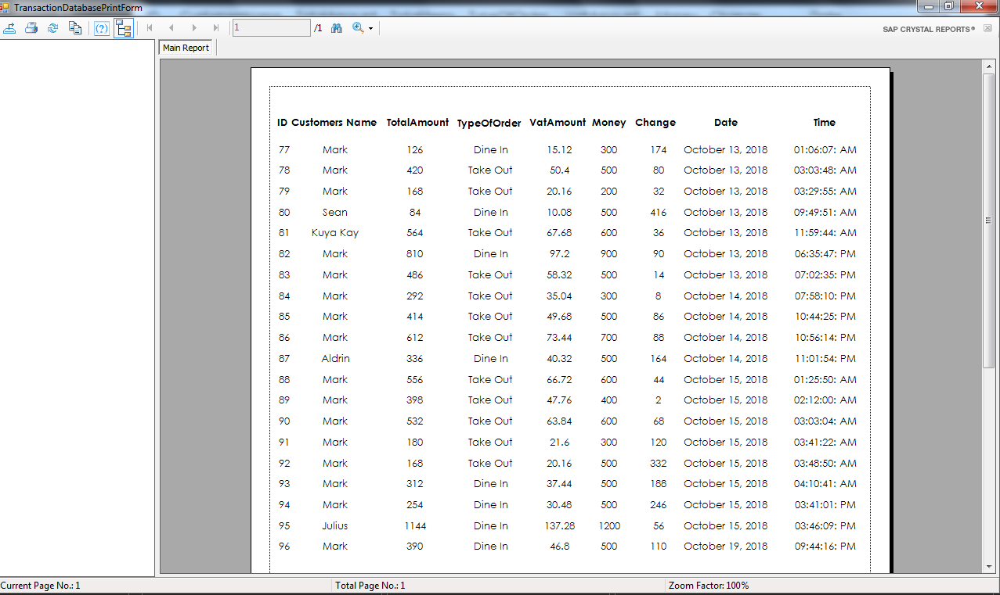 TransactionDatabasePrintForm
1 /1
SAP CRYSTAL REPORTS®
Main Report
ID Customers Name TotalAmount TypeOfOrder VatAmount Money Change Date Time
77 Mark 126 Dine In 15.12 300 174 October 13, 2018 01:06:07: AM
78 Mark 420 Take Out 50.4 500 80 October 13, 2018 03:03:48: AM
79 Mark 168 Take Out 20.16 200 32 October 13, 2018 03:29:55: AM
80 Sean 84 Dine In 10.08 500 416 October 13, 2018 09:49:51: AM
81 Kuya Kay 564 Take Out 67.68 600 36 October 13, 2018 11:59:44: AM
82 Mark 810 Dine In 97.2 900 90 October 13, 2018 06:35:47: PM
83 Mark 486 Take Out 58.32 500 14 October 13, 2018 07:02:35: PM
84 Mark 292 Take Out 35.04 300 8 October 14, 2018 07:58:10: PM
85 Mark 414 Take Out 49.68 500 86 October 14, 2018 10:44:25: PM
86 Mark 612 Take Out 73.44 700 88 October 14, 2018 10:56:14: PM
87 Aldrin 336 Dine In 40.32 500 164 October 14, 2018 11:01:54: PM
88 Mark 556 Take Out 66.72 600 44 October 15, 2018 01:25:50: AM
89 Mark 398 Take Out 47.76 400 2 October 15, 2018 02:12:00: AM
90 Mark 532 Take Out 63.84 600 68 October 15, 2018 03:03:04: AM
91 Mark 180 Take Out 21.6 300 120 October 15, 2018 03:41:22: AM
92 Mark 168 Take Out 20.16 500 332 October 15, 2018 03:48:50: AM
93 Mark 312 Dine In 37.44 500 188 October 15, 2018 04:10:41: AM
94 Mark 254 Dine In 30.48 500 246 October 15, 2018 03:41:01: PM
95 Julius 1144 Dine In 137.28 1200 56 October 15, 2018 03:46:09: PM
96 Mark 390 Dine In 46.8 500 110 October 19, 2018 09:44:16: PM
Current Page No.: 1 Total Page No.: 1 Zoom Factor: 100%